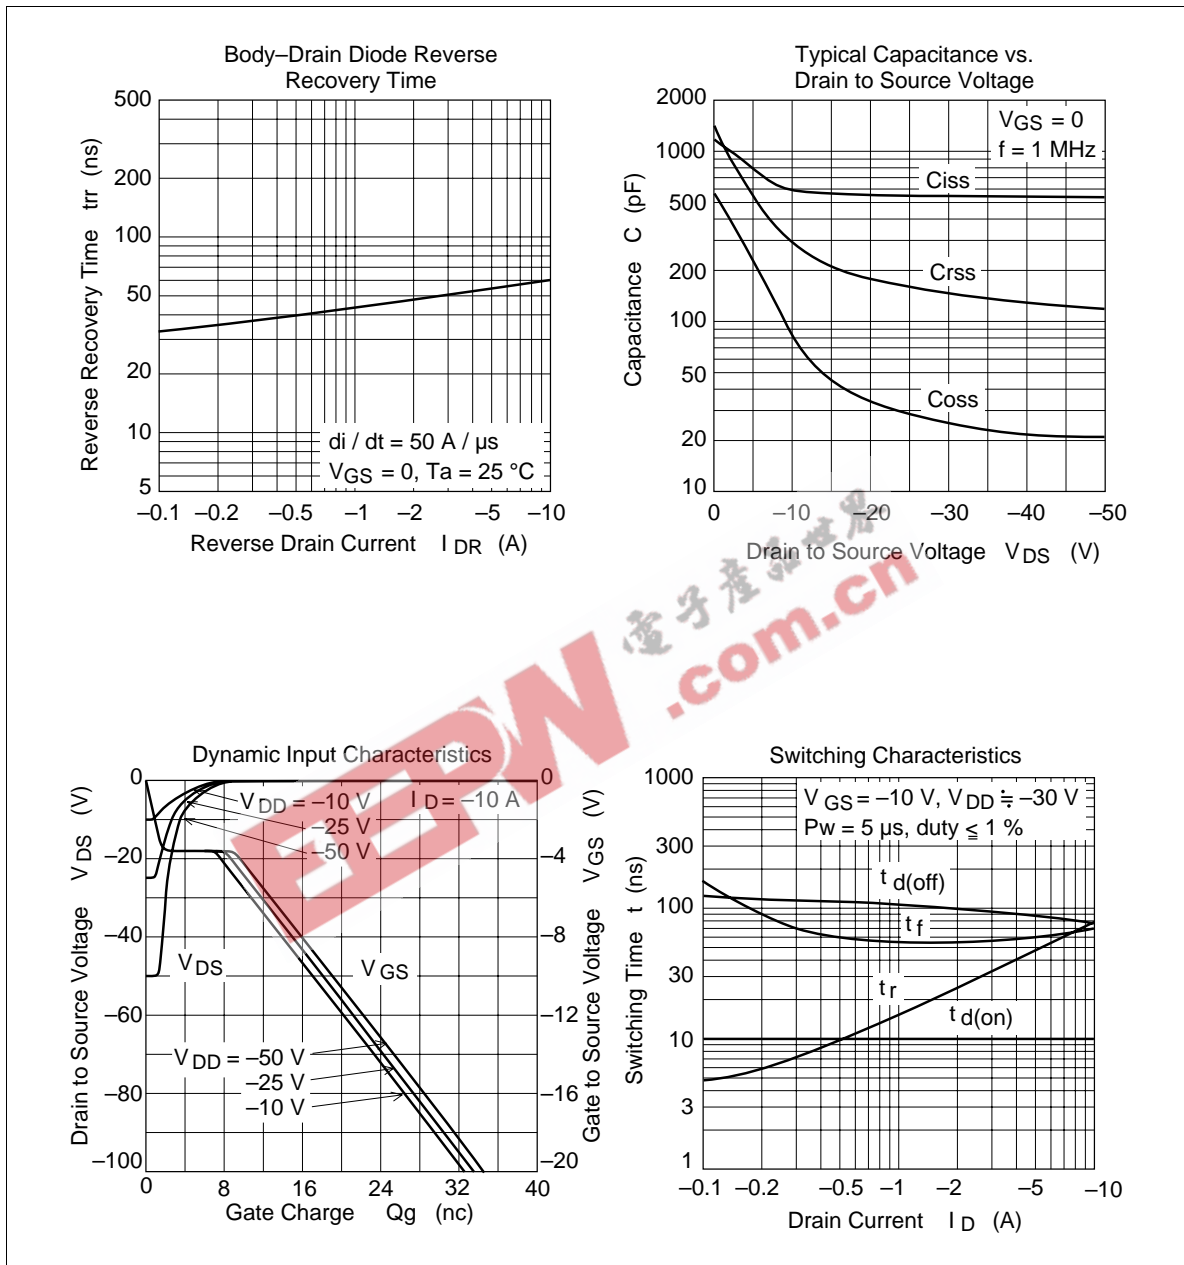 Body–Drain Diode Reverse
Recovery Time
Reverse Recovery Time trr (ns)
500
200
100
50
20
10
5
di / dt = 50 A / µs
VGS = 0, Ta = 25 °C
–0.1 –0.2 –0.5 –1 –2 –5 –10
Reverse Drain Current I DR (A)
Typical Capacitance vs.
Drain to Source Voltage
Capacitance C (pF)
2000
1000
500
200
100
50
20
10
VGS = 0
f = 1 MHz
Ciss
Crss
Coss
0 –10 –20 –30 –40 –50
Drain to Source Voltage V DS (V)
電子產品世界
EEPW
.com.cn
Dynamic Input Characteristics
Drain to Source Voltage V DS (V)
0
–20
–40
–60
–80
–100
V DD = –10 V
–25 V
–50 V
I D = –10 A
V DS
V GS
V DD = –50 V
–25 V
–10 V
0
–4
–8
–12
–16
–20
Gate to Source Voltage V GS (V)
0 8 16 24 32 40
Gate Charge Qg (nc)
Switching Characteristics
Switching Time t (ns)
1000
300
100
30
10
3
1
V GS = –10 V, V DD ≒ –30 V
Pw = 5 µs, duty ≦ 1 %
t d(off)
t f
t r
t d(on)
–0.1 –0.2 –0.5 –1 –2 –5 –10
Drain Current I D (A)